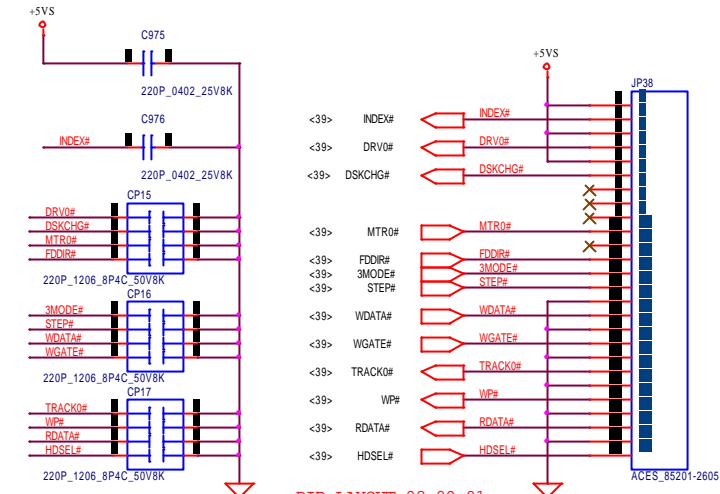 +5VS
C975
220P_0402_25V8K
C976
INDEX#
220P_0402_25V8K
CP15
DRV0#
DSKCHG#
MTR0#
FDDIR#
220P_1206_8P4C_50V8K
CP16
3MODE#
STEP#
WDATA#
WGATE#
220P_1206_8P4C_50V8K
CP17
TRACK0#
WP#
RDATA#
HDSEL#
220P_1206_8P4C_50V8K
+5VS
JP38
<39> INDEX# INDEX#
<39> DRV0# DRV0#
<39> DSKCHG# DSKCHG#
<39> MTR0# MTR0#
<39> FDDIR# FDDIR#
<39> 3MODE# 3MODE#
<39> STEP# STEP#
<39> WDATA# WDATA#
<39> WGATE# WGATE#
<39> TRACK0# TRACK0#
<39> WP# WP#
<39> RDATA# RDATA#
<39> HDSEL# HDSEL#
ACES_85201-2605